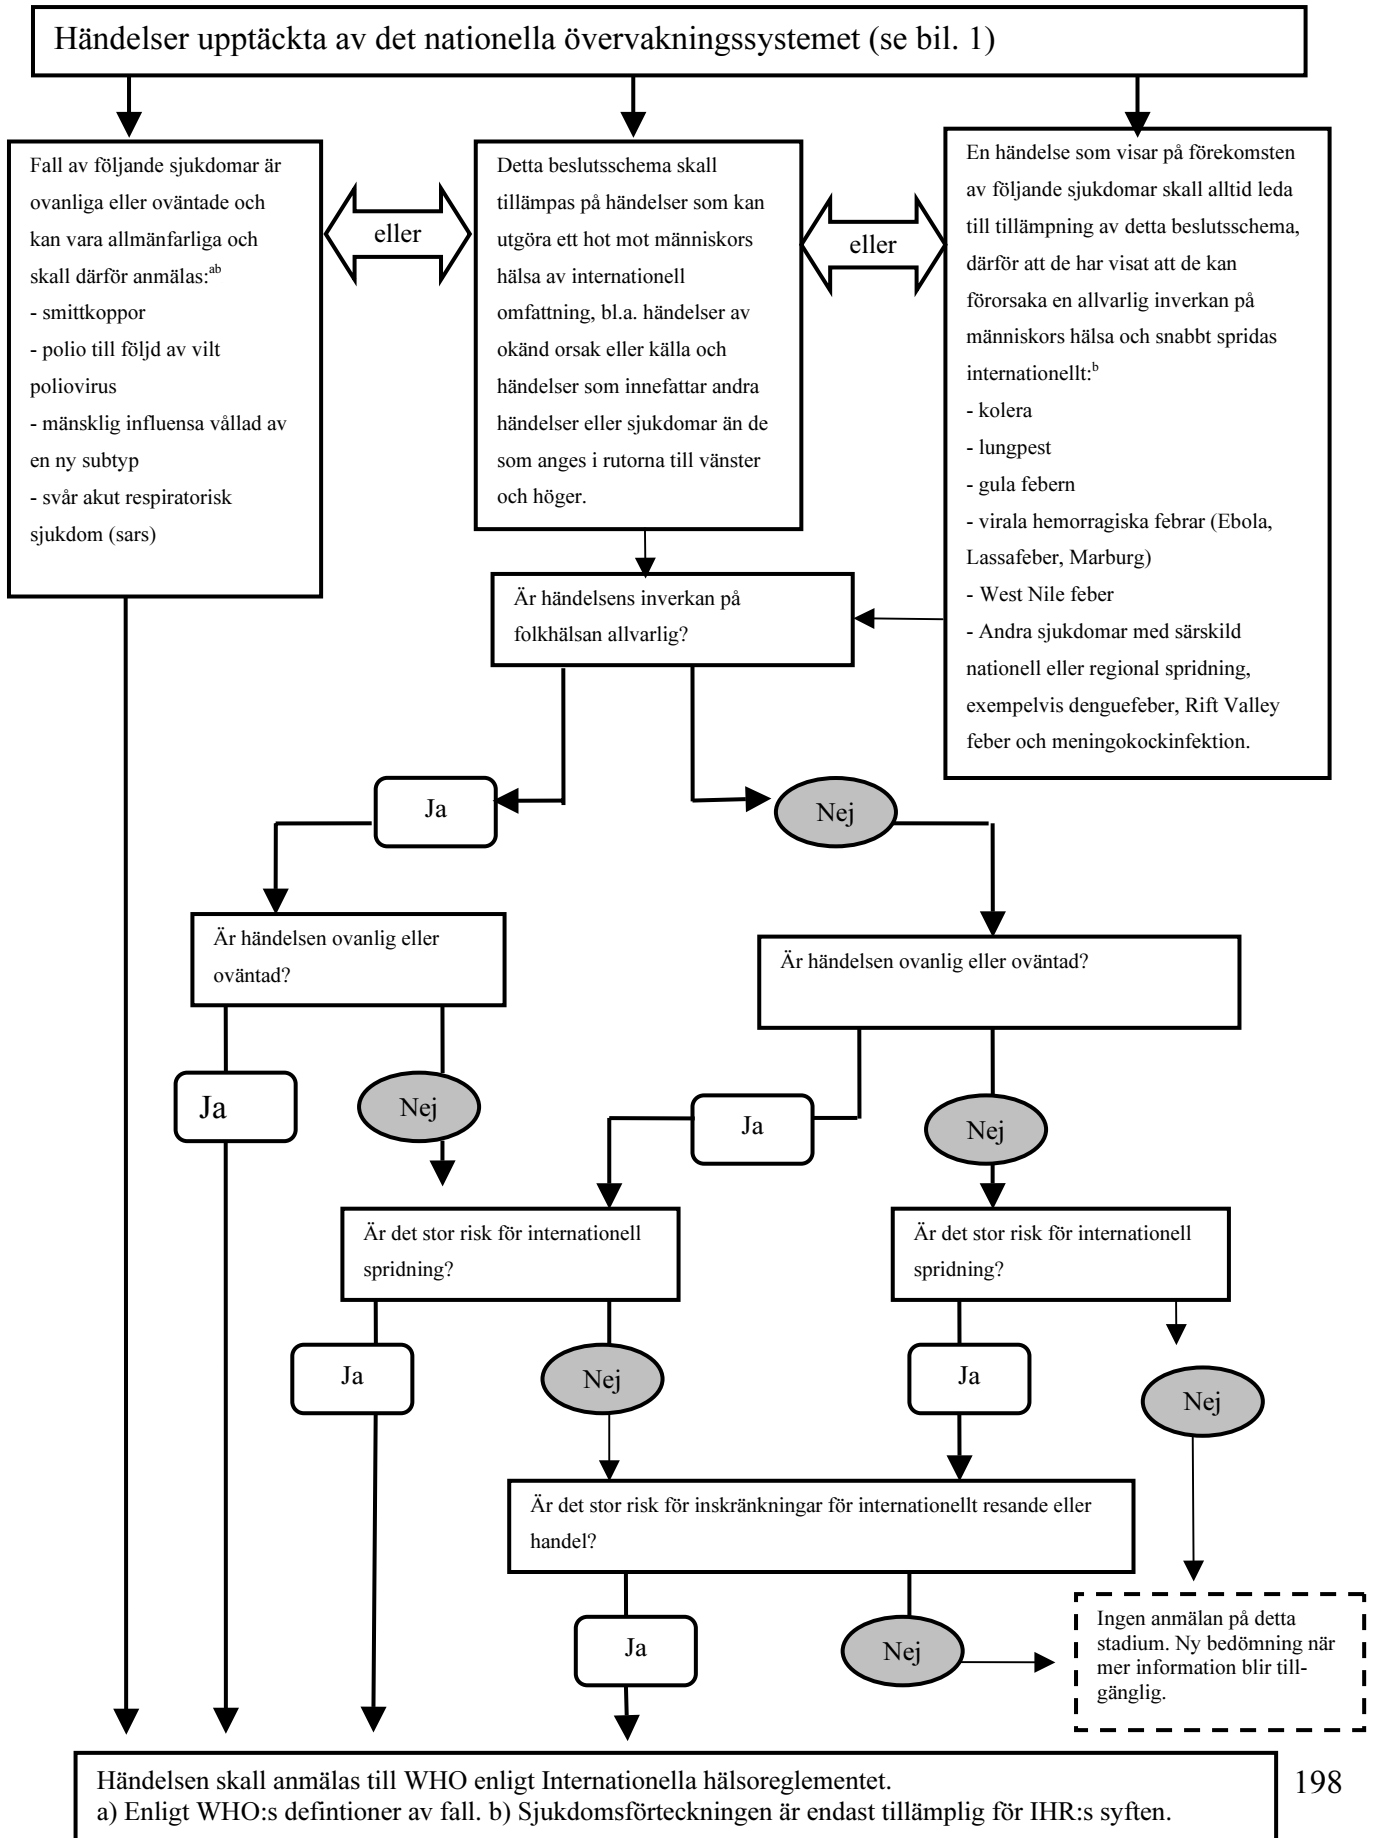 Händelser upptäckta av det nationella övervakningssystemet (se bil. 1)
Fall av följande sjukdomar är
ovanliga eller oväntade och
kan vara allmänfarliga och
skall därför anmälas:ab
- smittkoppor
- polio till följd av vilt
poliovirus
- mänsklig influensa vållad av
en ny subtyp
- svår akut respiratorisk
sjukdom (sars)
eller
Detta beslutsschema skall
tillämpas på händelser som kan
utgöra ett hot mot människors
hälsa av internationell
omfattning, bl.a. händelser av
okänd orsak eller källa och
händelser som innefattar andra
händelser eller sjukdomar än de
som anges i rutorna till vänster
och höger.
eller
En händelse som visar på förekomsten
av följande sjukdomar skall alltid leda
till tillämpning av detta beslutsschema,
därför att de har visat att de kan
förorsaka en allvarlig inverkan på
människors hälsa och snabbt spridas
internationellt:b
- kolera
- lungpest
- gula febern
- virala hemorragiska febrar (Ebola,
Lassafeber, Marburg)
- West Nile feber
- Andra sjukdomar med särskild
nationell eller regional spridning,
exempelvis denguefeber, Rift Valley
feber och meningokockinfektion.
Är händelsens inverkan på
folkhälsan allvarlig?
Ja
Nej
Är händelsen ovanlig eller
oväntad?
Är händelsen ovanlig eller oväntad?
Ja
Nej
Ja
Nej
Är det stor risk för internationell
spridning?
Är det stor risk för internationell
spridning?
Ja
Nej
Ja
Nej
Är det stor risk för inskränkningar för internationellt resande eller
handel?
Ja
Nej
Ingen anmälan på detta
stadium. Ny bedömning när
mer information blir till-
gänglig.
Händelsen skall anmälas till WHO enligt Internationella hälsoreglementet.
a) Enligt WHO:s defintioner av fall. b) Sjukdomsförteckningen är endast tillämplig för IHR:s syften.
198